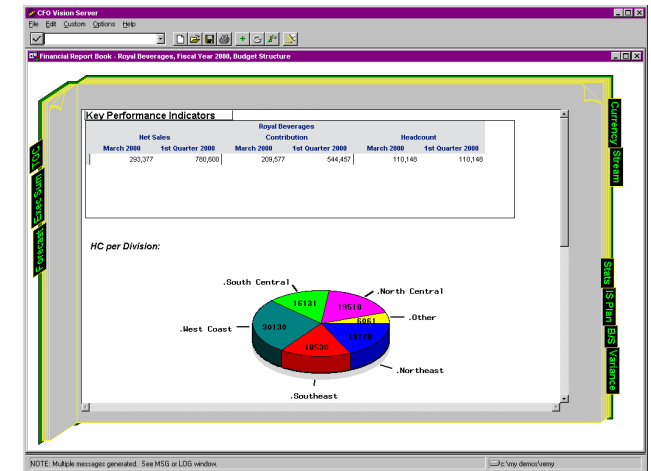 CFO Vision Server
File Edit Custom Options Help
Financial Report Book - Royal Beverages, Fiscal Year 2000, Budget Structure
Key Performance Indicators
Royal Beverages
Net Sales Contribution Headcount
March 2000 1st Quarter 2000 March 2000 1st Quarter 2000 March 2000 1st Quarter 2000
293,377 780,600 209,577 544,457 110,148 110,148
HC per Division:
.South Central
.North Central
16131
19518
.Other
6061
.West Coast
30130
18530
.Northeast
.Southeast
TOC
Exec Sum
Forecast
Currency
Stream
Stats
IS Plan
B/S
Variance
NOTE: Multiple messages generated. See MSG or LOG window.
c:\my demos\remy